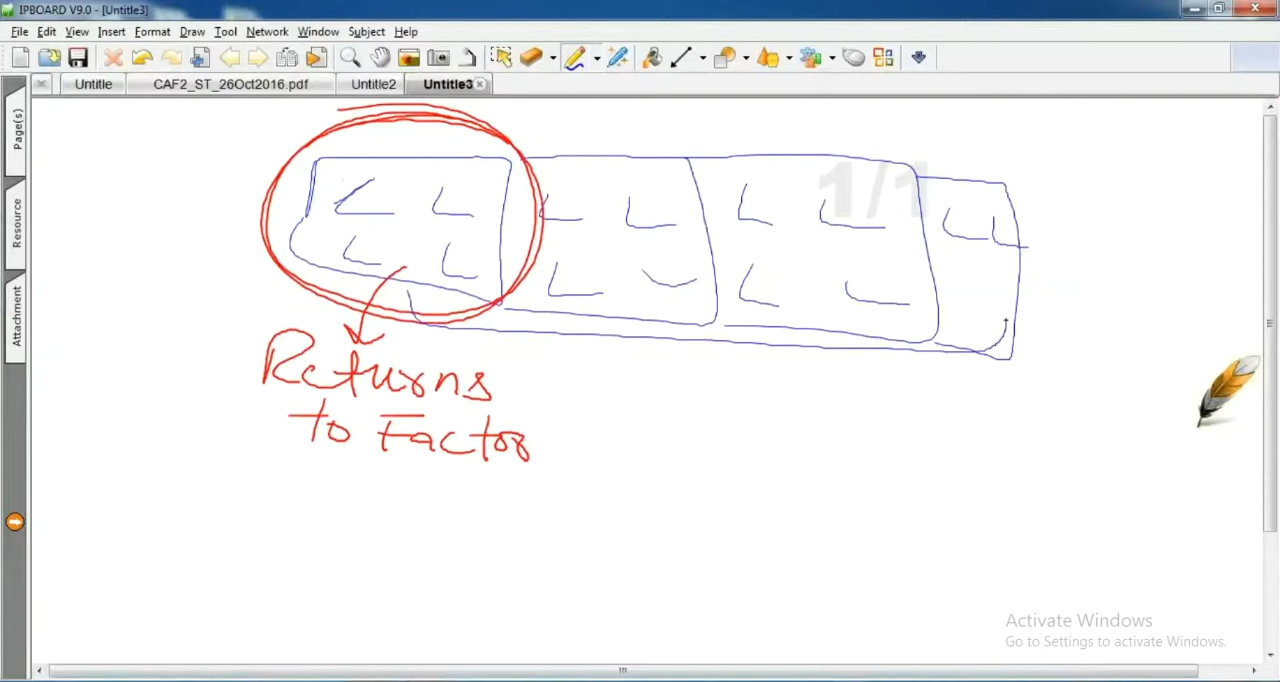 IPBOARD V9.0 - [Untitle3]
File Edit View Insert Format Draw Tool Network Window Subject Help
Untitle CAF2_ST_26Oct2016.pdf Untitle2 Untitle3
Page(s)
Resource
Attachment
1/1
L L L L L L L L
L L L L L
Returns
to Factor
Activate Windows
Go to Settings to activate Windows.